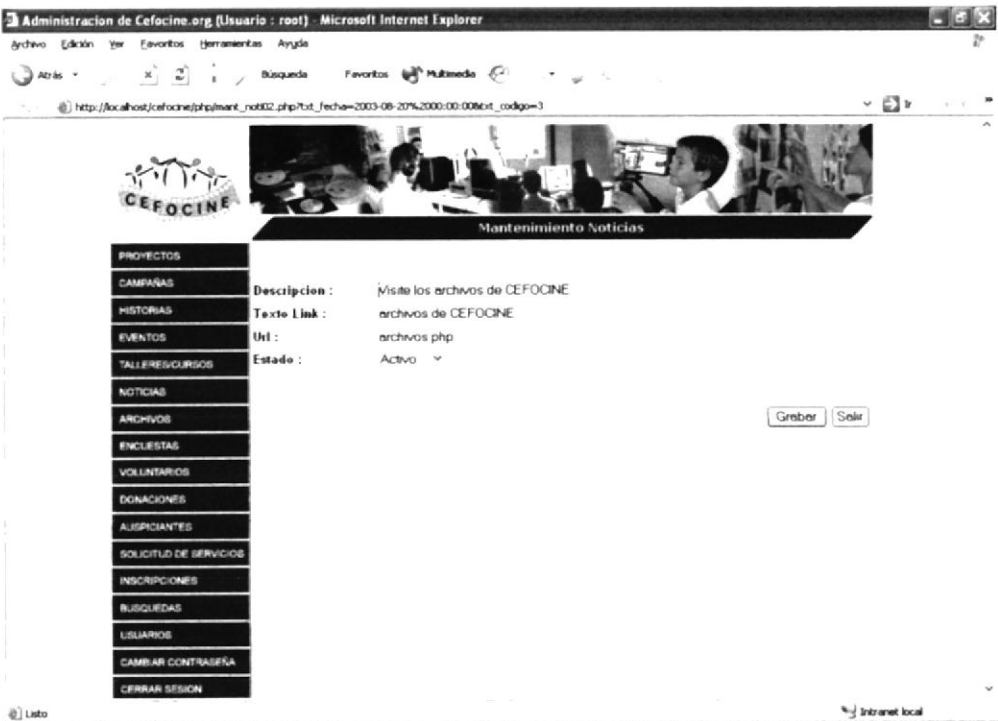 Administracion de Cefocine.org (Usuario : root) - Microsoft Internet Explorer
Archivo Edición Ver Favoritos Herramientas Ayuda
Atrás Búsqueda Favoritos Multimedia
http://localhost/cefocine/php/mant_noti02.php?txt_fecha=2003-08-20%2000:00:00&txt_codigo=3 Ir
CEFOCINE
Mantenimiento Noticias
PROYECTOS
CAMPAÑAS
HISTORIAS
EVENTOS
TALLERES/CURSOS
NOTICIAS
ARCHIVOS
ENCUESTAS
VOLUNTARIOS
DONACIONES
AUSPICIANTES
SOLICITUD DE SERVICIOS
INSCRIPCIONES
BUSQUEDAS
USUARIOS
CAMBIAR CONTRASEÑA
CERRAR SESION
Descripcion : Visite los archivos de CEFOCINE
Texto Link : archivos de CEFOCINE
Url : archivos.php
Estado : Activo
Grabar Salir
Listo Intranet local